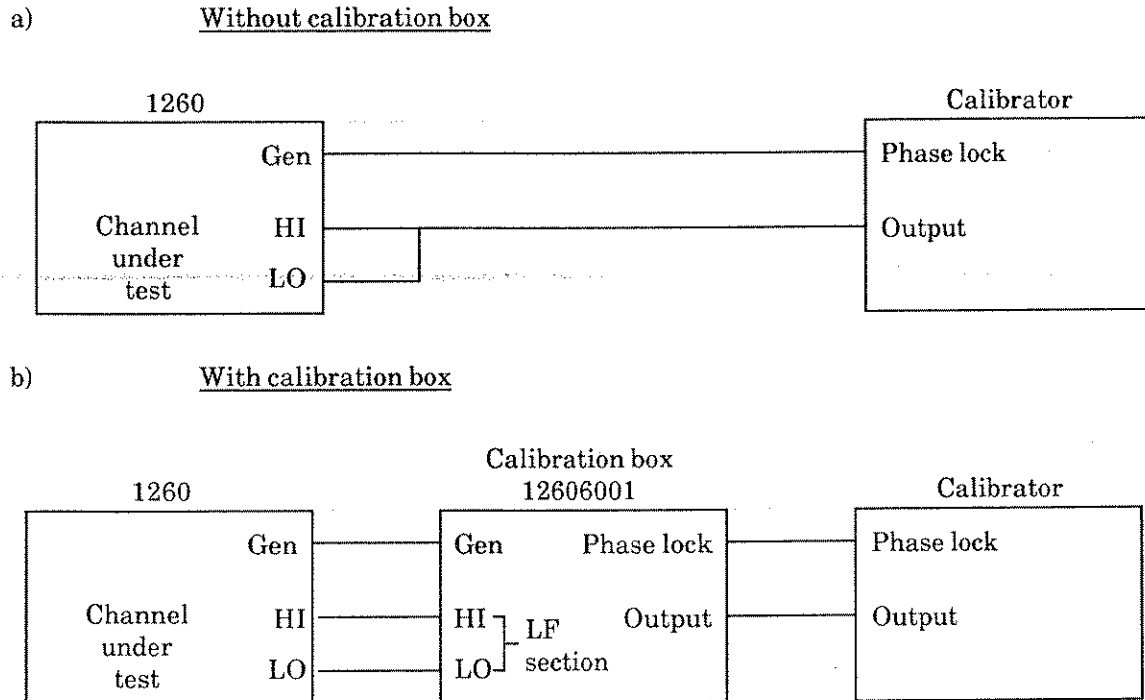 a) Without calibration box
1260 Calibrator
Gen Phase lock
Channel HI Output
under
test LO
b) With calibration box
Calibration box
1260 12606001 Calibrator
Gen Gen Phase lock Phase lock
Channel HI HI LF Output Output
under
test LO LO section